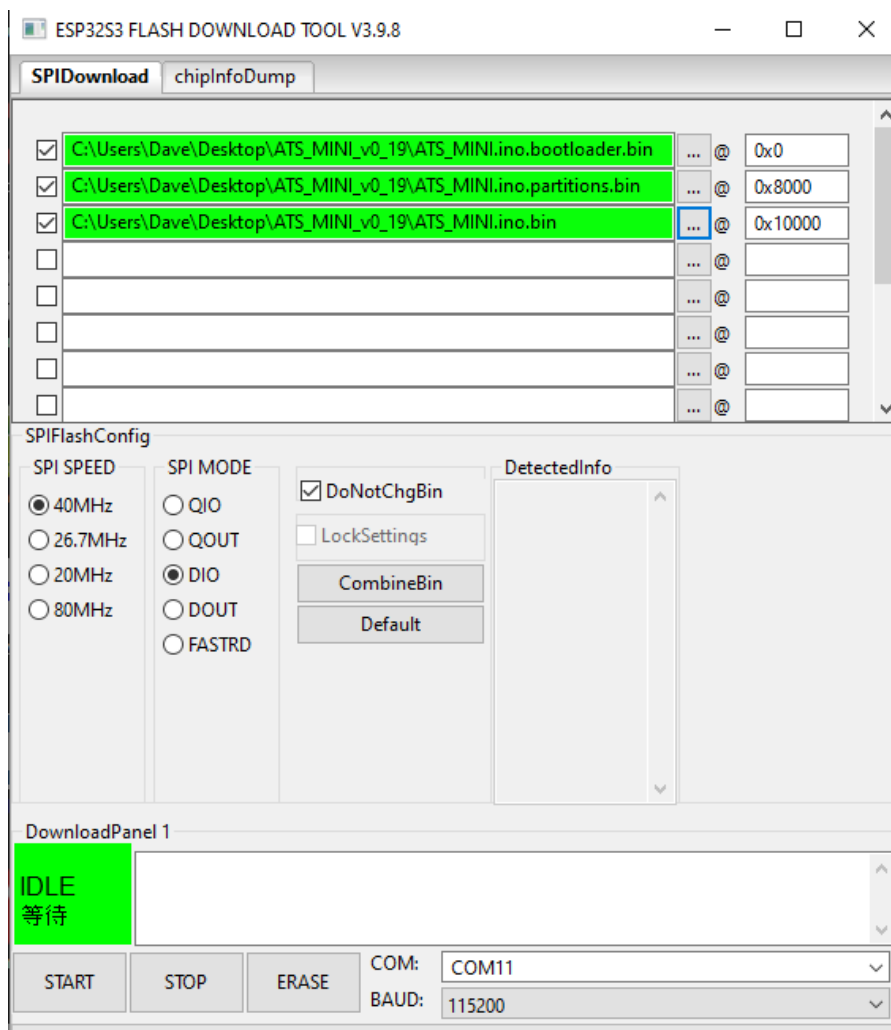 ESP32S3 FLASH DOWNLOAD TOOL V3.9.8
SPIDownload chipInfoDump
C:\Users\Dave\Desktop\ATS_MINI_v0_19\ATS_MINI.ino.bootloader.bin ... @ 0x0
C:\Users\Dave\Desktop\ATS_MINI_v0_19\ATS_MINI.ino.partitions.bin ... @ 0x8000
C:\Users\Dave\Desktop\ATS_MINI_v0_19\ATS_MINI.ino.bin ... @ 0x10000
... @
... @
... @
... @
... @
SPIFlashConfig
SPI SPEED
40MHz
26.7MHz
20MHz
80MHz
SPI MODE
QIO
QOUT
DIO
DOUT
FASTRD
DoNotChgBin
LockSettings
CombineBin
Default
DetectedInfo
DownloadPanel 1
IDLE
等待
START STOP ERASE
COM: COM11
BAUD: 115200